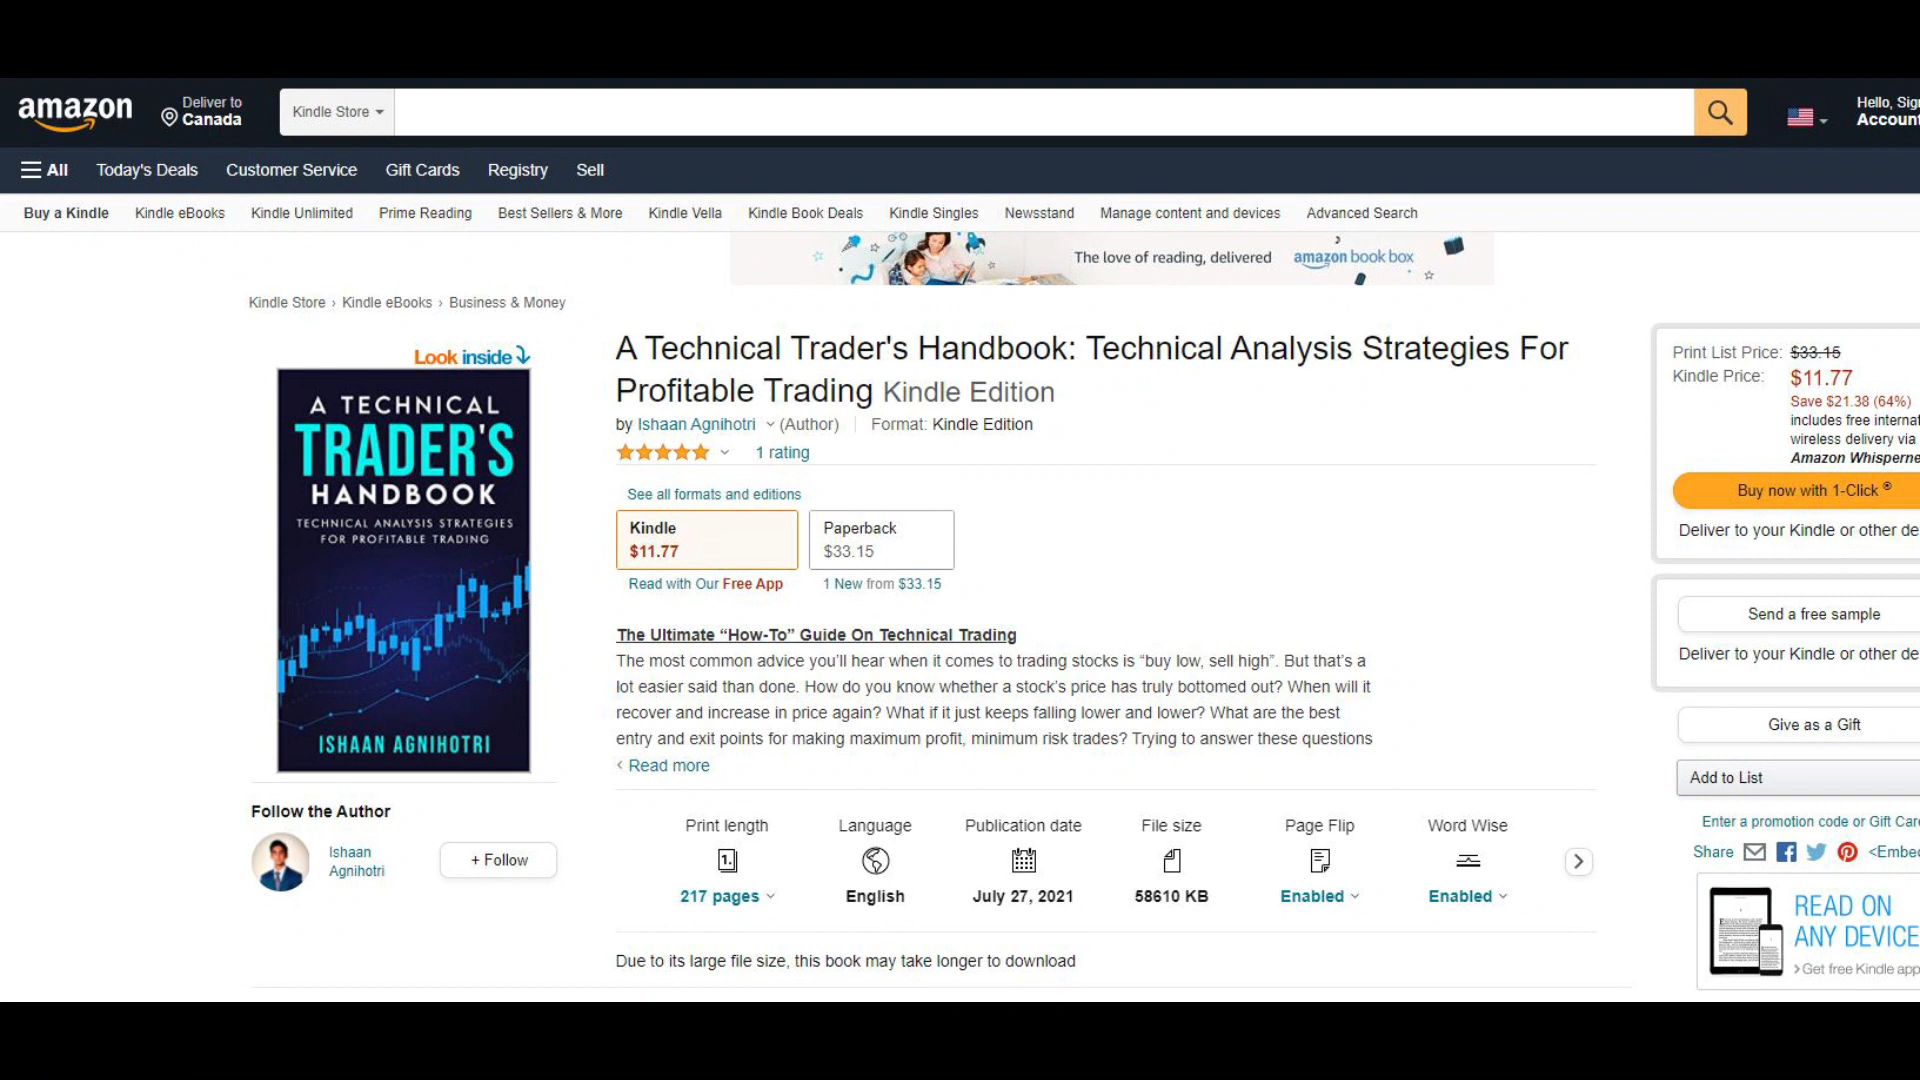 amazon
Deliver to
Canada
Kindle Store
Hello, Sig
Account
All
Today's Deals
Customer Service
Gift Cards
Registry
Sell
Buy a Kindle
Kindle eBooks
Kindle Unlimited
Prime Reading
Best Sellers & More
Kindle Vella
Kindle Book Deals
Kindle Singles
Newsstand
Manage content and devices
Advanced Search
The love of reading, delivered
amazon book box
Kindle Store › Kindle eBooks › Business & Money
Look inside
A TECHNICAL
TRADER'S
HANDBOOK
TECHNICAL ANALYSIS STRATEGIES
FOR PROFITABLE TRADING
ISHAAN AGNIHOTRI
Follow the Author
Ishaan
Agnihotri
+ Follow
A Technical Trader's Handbook: Technical Analysis Strategies For
Profitable Trading Kindle Edition
by Ishaan Agnihotri (Author) Format: Kindle Edition
1 rating
See all formats and editions
Kindle
$11.77
Paperback
$33.15
Read with Our Free App
1 New from $33.15
The Ultimate “How-To” Guide On Technical Trading
The most common advice you’ll hear when it comes to trading stocks is “buy low, sell high”. But that’s a
lot easier said than done. How do you know whether a stock’s price has truly bottomed out? When will it
recover and increase in price again? What if it just keeps falling lower and lower? What are the best
entry and exit points for making maximum profit, minimum risk trades? Trying to answer these questions
‹ Read more
Print length
1.
217 pages
Language
English
Publication date
July 27, 2021
File size
58610 KB
Page Flip
Enabled
Word Wise
Enabled
Due to its large file size, this book may take longer to download
Print List Price: $33.15
Kindle Price: $11.77
Save $21.38 (64%)
includes free internat
wireless delivery via
Amazon Whisperne
Buy now with 1-Click ®
Deliver to your Kindle or other de
Send a free sample
Deliver to your Kindle or other de
Give as a Gift
Add to List
Enter a promotion code or Gift Card
Share
<Embed
READ ON
ANY DEVICE
› Get free Kindle app